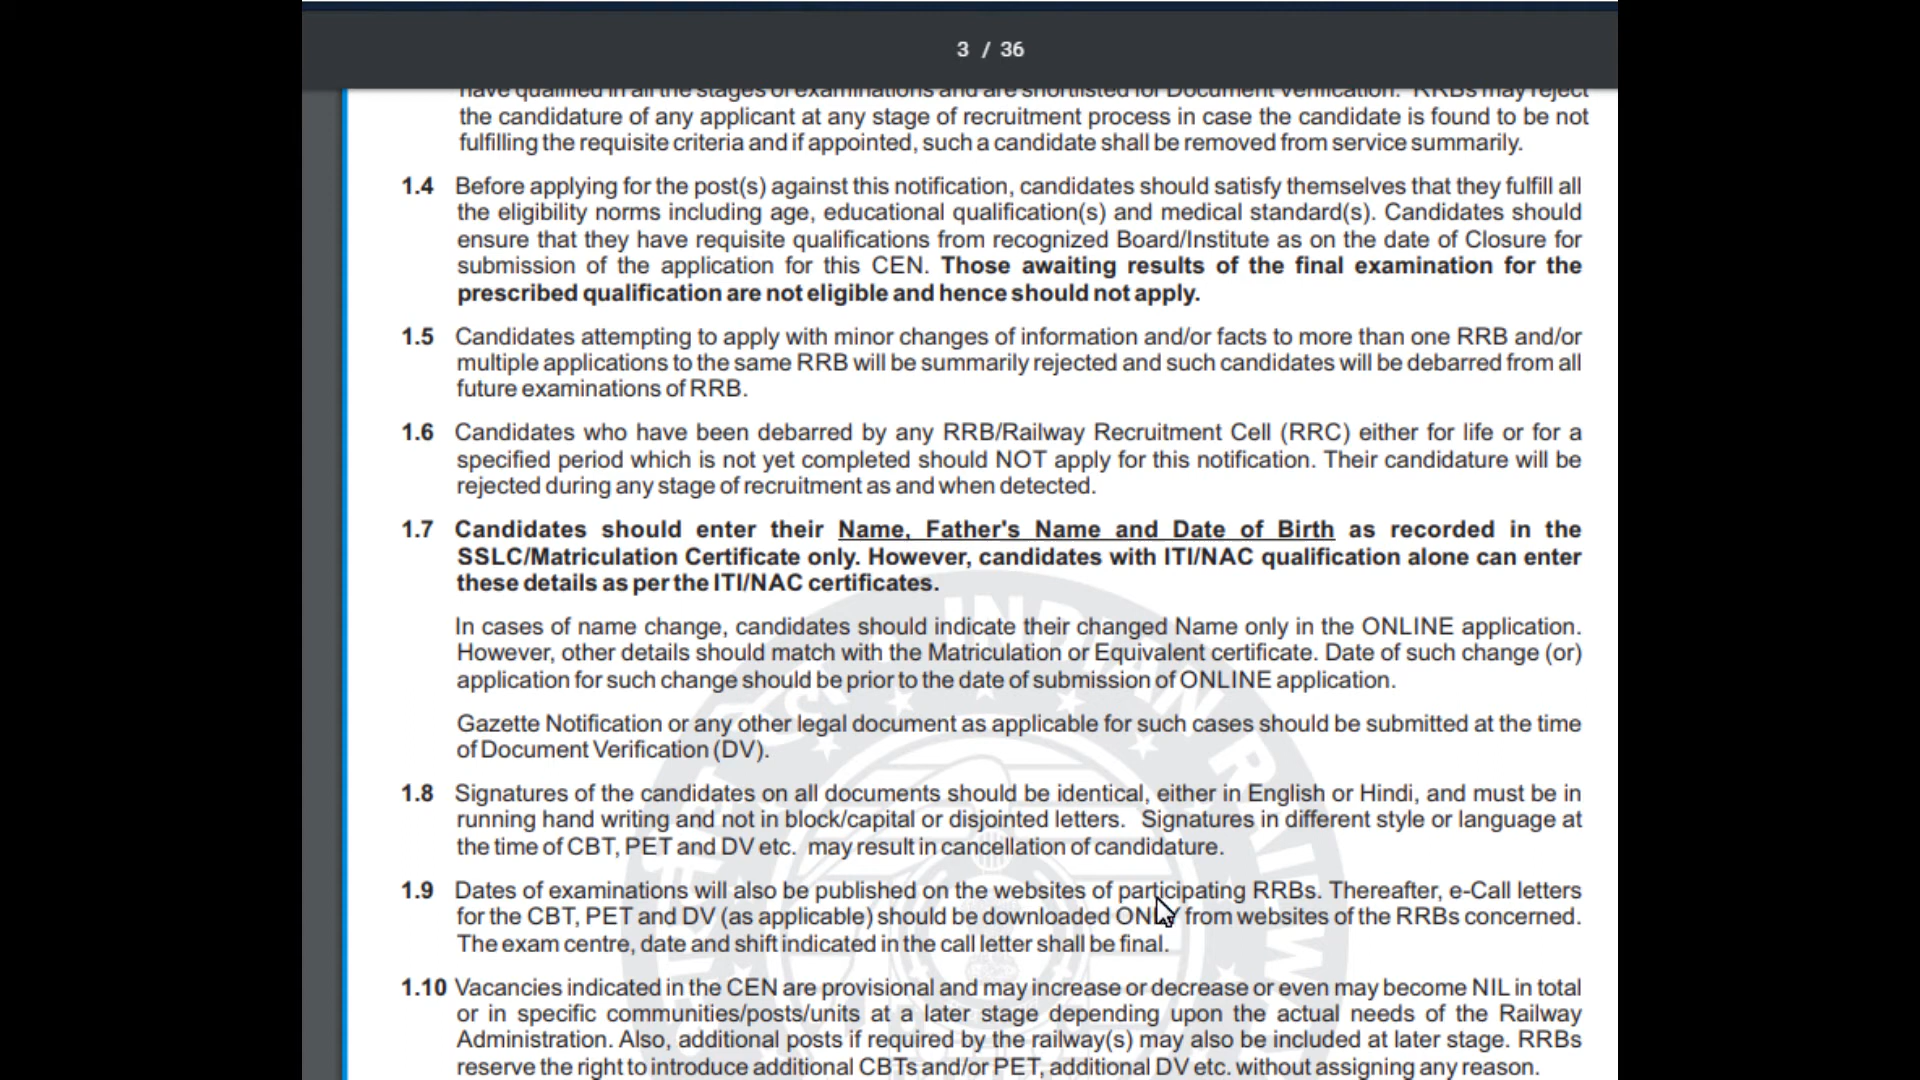 3 / 36
have qualified in all the stages of examinations and are shortlisted for Document Verification. RRBs may reject
the candidature of any applicant at any stage of recruitment process in case the candidate is found to be not
fulfilling the requisite criteria and if appointed, such a candidate shall be removed from service summarily.
1.4 Before applying for the post(s) against this notification, candidates should satisfy themselves that they fulfill all
the eligibility norms including age, educational qualification(s) and medical standard(s). Candidates should
ensure that they have requisite qualifications from recognized Board/Institute as on the date of Closure for
submission of the application for this CEN. Those awaiting results of the final examination for the
prescribed qualification are not eligible and hence should not apply.
1.5 Candidates attempting to apply with minor changes of information and/or facts to more than one RRB and/or
multiple applications to the same RRB will be summarily rejected and such candidates will be debarred from all
future examinations of RRB.
1.6 Candidates who have been debarred by any RRB/Railway Recruitment Cell (RRC) either for life or for a
specified period which is not yet completed should NOT apply for this notification. Their candidature will be
rejected during any stage of recruitment as and when detected.
1.7 Candidates should enter their Name, Father's Name and Date of Birth as recorded in the
SSLC/Matriculation Certificate only. However, candidates with ITI/NAC qualification alone can enter
these details as per the ITI/NAC certificates.
In cases of name change, candidates should indicate their changed Name only in the ONLINE application.
However, other details should match with the Matriculation or Equivalent certificate. Date of such change (or)
application for such change should be prior to the date of submission of ONLINE application.
Gazette Notification or any other legal document as applicable for such cases should be submitted at the time
of Document Verification (DV).
1.8 Signatures of the candidates on all documents should be identical, either in English or Hindi, and must be in
running hand writing and not in block/capital or disjointed letters. Signatures in different style or language at
the time of CBT, PET and DV etc. may result in cancellation of candidature.
1.9 Dates of examinations will also be published on the websites of participating RRBs. Thereafter, e-Call letters
for the CBT, PET and DV (as applicable) should be downloaded ONLY from websites of the RRBs concerned.
The exam centre, date and shift indicated in the call letter shall be final.
1.10 Vacancies indicated in the CEN are provisional and may increase or decrease or even may become NIL in total
or in specific communities/posts/units at a later stage depending upon the actual needs of the Railway
Administration. Also, additional posts if required by the railway(s) may also be included at later stage. RRBs
reserve the right to introduce additional CBTs and/or PET, additional DV etc. without assigning any reason.
INDIAN RAILW